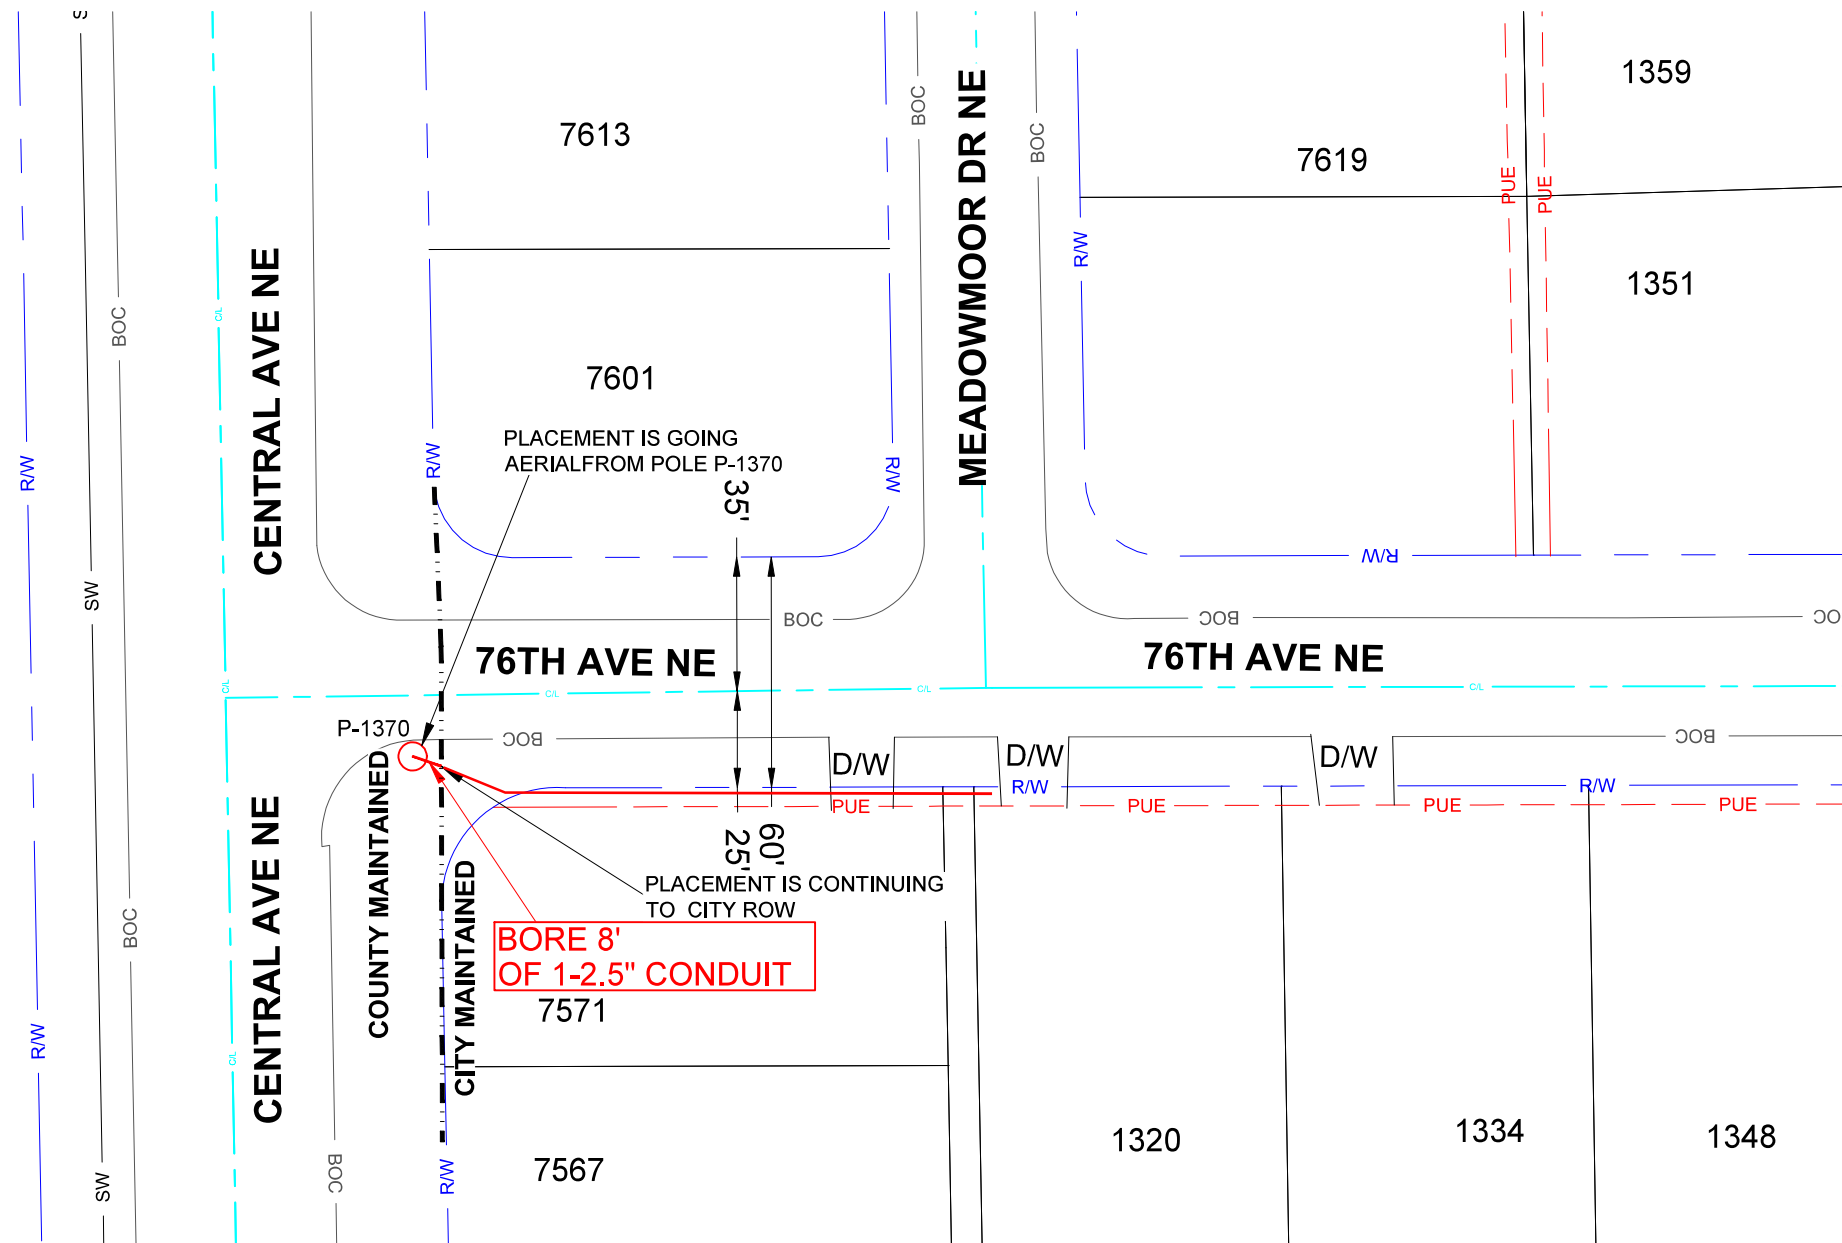 S
BOC
MEADOWMOOR DR NE
BOC
1359
7613
7619
PUE
PUE
R/W
CENTRAL AVE NE
C/L
BOC
1351
7601
R/W
R/W
PLACEMENT IS GOING
AERIALFROM POLE P-1370
R/W
35'
R/W
SW
BOC
BOC
OC
76TH AVE NE
76TH AVE NE
C/L
C/L
C/L
C/L
P-1370
BOC
BOC
D/W
D/W
D/W
R/W
R/W
PUE
PUE
PUE
PUE
COUNTY MAINTAINED
CITY MAINTAINED
CENTRAL AVE NE
60'
25'
PLACEMENT IS CONTINUING
TO CITY ROW
BOC
BORE 8'
OF 1-2.5" CONDUIT
7571
R/W
C/L
1320
1334
1348
7567
SW
BOC
R/W